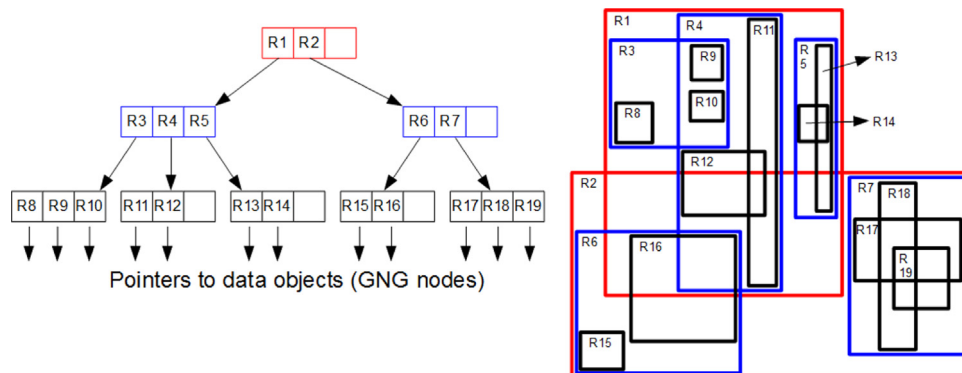 R1 R2
R3 R4 R5
R6 R7
R8 R9 R10
R11 R12
R13 R14
R15 R16
R17 R18 R19
Pointers to data objects (GNG nodes)
R1
R4
R11
R3
R9
R
5
R13
R10
R8
R14
R12
R2
R7
R18
R17
R6
R16
R
19
R15